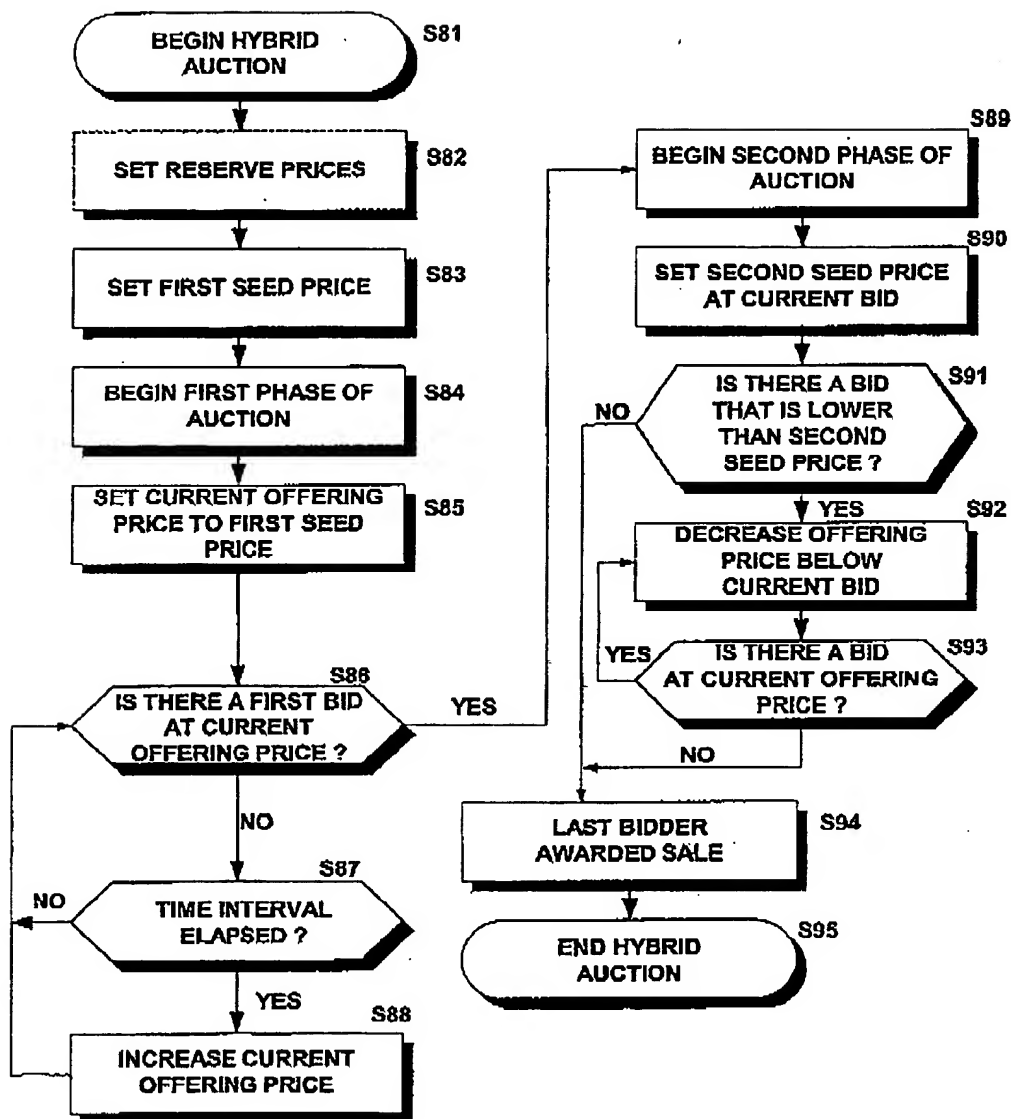 BEGIN HYBRID
AUCTION
S81
SET RESERVE PRICES
S82
SET FIRST SEED PRICE
S83
BEGIN FIRST PHASE OF
AUCTION
S84
SET CURRENT OFFERING
PRICE TO FIRST SEED
PRICE
S85
S86
IS THERE A FIRST BID
AT CURRENT
OFFERING PRICE ?
YES
NO
S87
NO
TIME INTERVAL
ELAPSED ?
YES
S88
INCREASE CURRENT
OFFERING PRICE
S89
BEGIN SECOND PHASE OF
AUCTION
S90
SET SECOND SEED PRICE
AT CURRENT BID
S91
IS THERE A BID
THAT IS LOWER
THAN SECOND
SEED PRICE ?
NO
YES
S92
DECREASE OFFERING
PRICE BELOW
CURRENT BID
S93
YES
IS THERE A BID
AT CURRENT OFFERING
PRICE ?
NO
S94
LAST BIDDER
AWARDED SALE
S95
END HYBRID
AUCTION